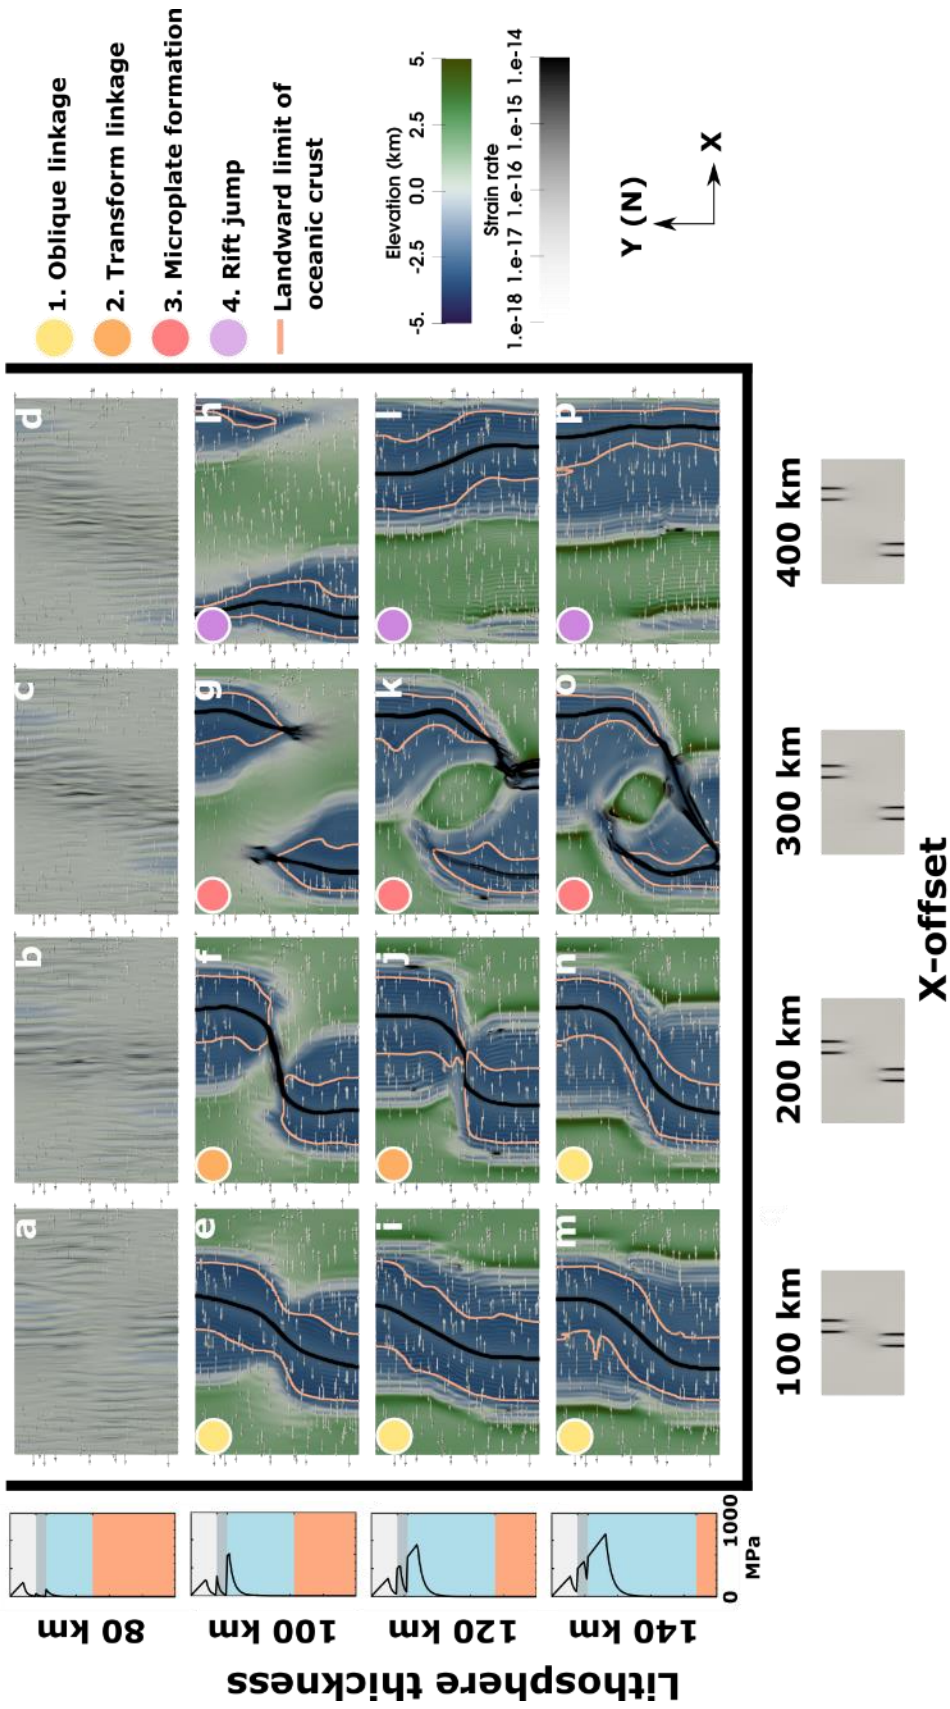 1. Oblique linkage
2. Transform linkage
3. Microplate formation
4. Rift jump
Landward limit of
oceanic crust
Elevation (km)
-5. -2.5 0.0 2.5 5.
Strain rate
1.e-18 1.e-17 1.e-16 1.e-15 1.e-14
Y (N)
X
a b c d
e f g h
i j k l
m n o p
Lithosphere thickness
80 km
100 km
120 km
140 km
0 1000
MPa
100 km 200 km 300 km 400 km
X-offset